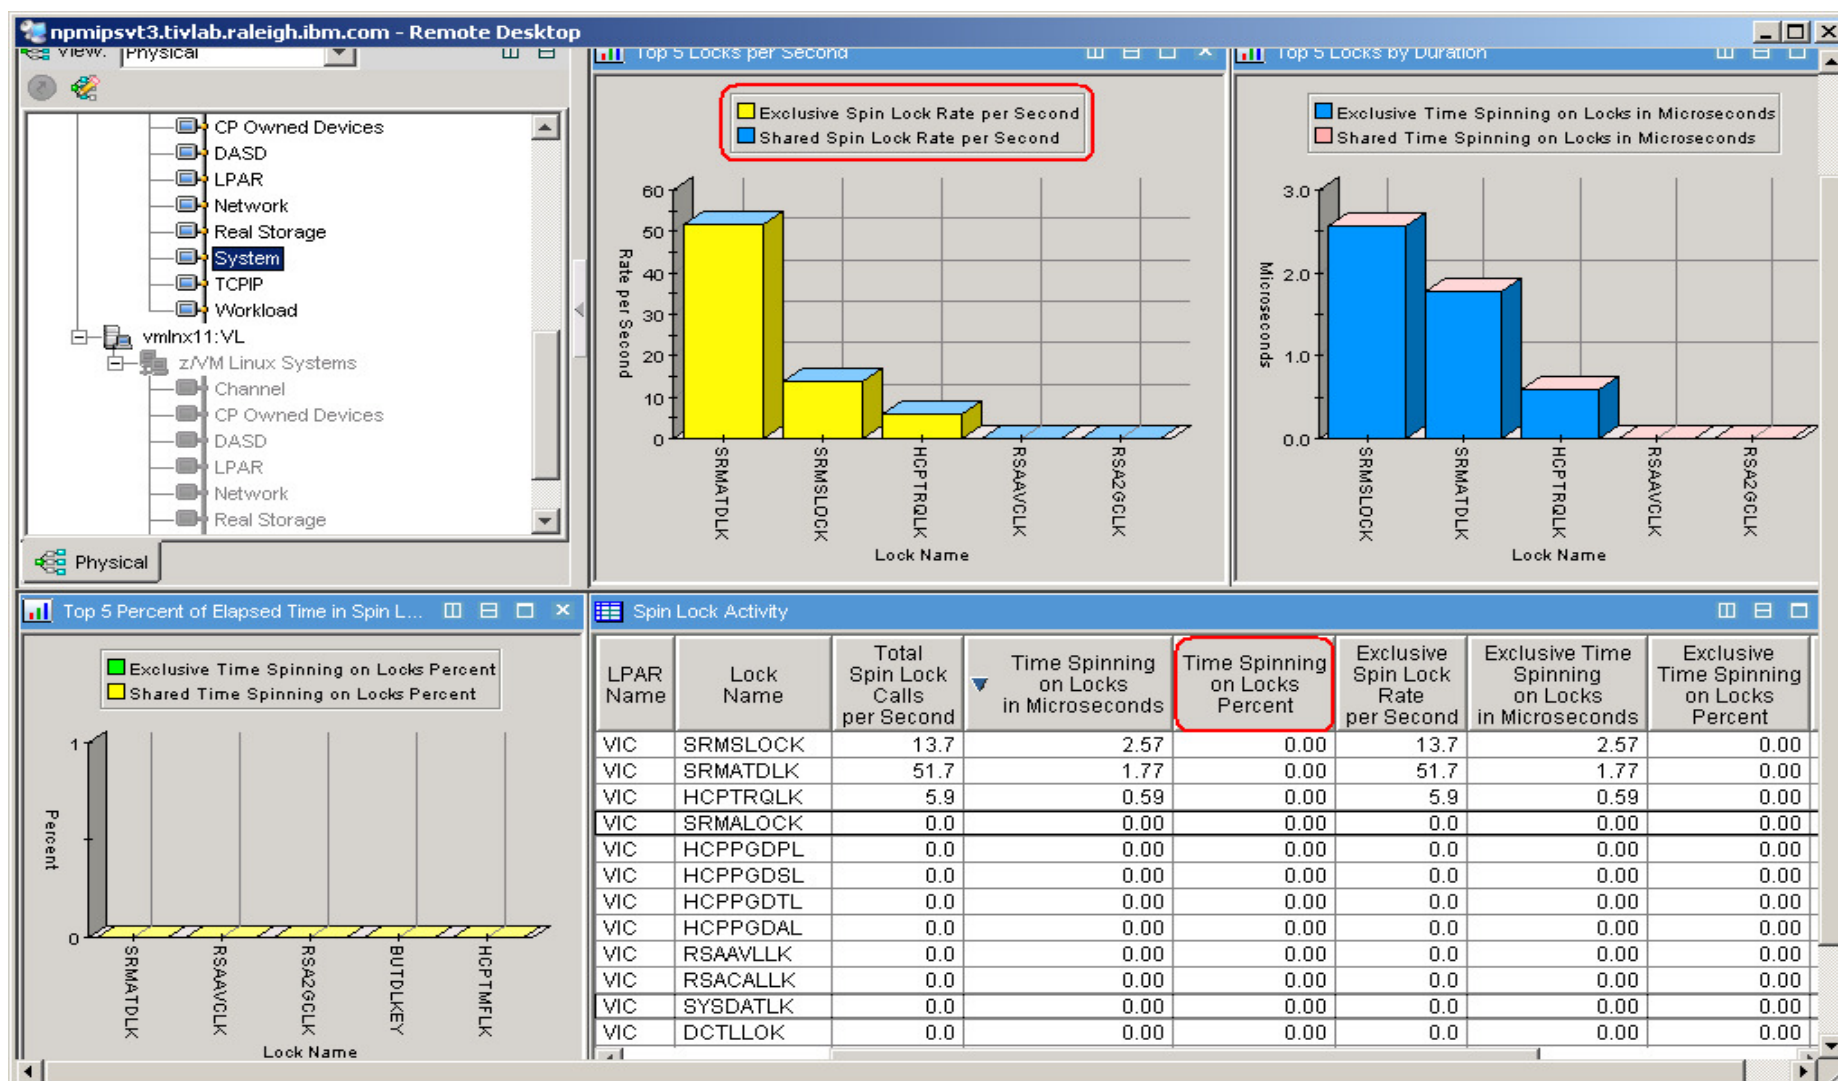 npmipsvt3.tivlab.raleigh.ibm.com - Remote Desktop
View: Physical
CP Owned Devices
DASD
LPAR
Network
Real Storage
System
TCPIP
Workload
vmlnx11:VL
z/VM Linux Systems
Channel
CP Owned Devices
DASD
LPAR
Network
Real Storage
Physical
Top 5 Locks per Second
Exclusive Spin Lock Rate per Second
Shared Spin Lock Rate per Second
Rate per Second
60
50
40
30
20
10
0
SRMATDLK
SRMSLOCK
HCPTRQLK
RSAAVCLK
RSA2GCLK
Lock Name
Top 5 Locks by Duration
Exclusive Time Spinning on Locks in Microseconds
Shared Time Spinning on Locks in Microseconds
Microseconds
3.0
2.0
1.0
0.0
SRMSLOCK
SRMATDLK
HCPTRQLK
RSAAVCLK
RSA2GCLK
Lock Name
Top 5 Percent of Elapsed Time in Spin L...
Exclusive Time Spinning on Locks Percent
Shared Time Spinning on Locks Percent
Percent
1
0
SRMATDLK
RSAAVCLK
RSA2GCLK
BUTDLKEY
HCPTMFLK
Lock Name
Spin Lock Activity
LPAR Name | Lock Name | Total Spin Lock Calls per Second | Time Spinning on Locks in Microseconds | Time Spinning on Locks Percent | Exclusive Spin Lock Rate per Second | Exclusive Time Spinning on Locks in Microseconds | Exclusive Time Spinning on Locks Percent
VIC SRMSLOCK 13.7 2.57 0.00 13.7 2.57 0.00
VIC SRMATDLK 51.7 1.77 0.00 51.7 1.77 0.00
VIC HCPTRQLK 5.9 0.59 0.00 5.9 0.59 0.00
VIC SRMALOCK 0.0 0.00 0.00 0.0 0.00 0.00
VIC HCPPGDPL 0.0 0.00 0.00 0.0 0.00 0.00
VIC HCPPGDSL 0.0 0.00 0.00 0.0 0.00 0.00
VIC HCPPGDTL 0.0 0.00 0.00 0.0 0.00 0.00
VIC HCPPGDAL 0.0 0.00 0.00 0.0 0.00 0.00
VIC RSAAVLLK 0.0 0.00 0.00 0.0 0.00 0.00
VIC RSACALLK 0.0 0.00 0.00 0.0 0.00 0.00
VIC SYSDATLK 0.0 0.00 0.00 0.0 0.00 0.00
VIC DCTLLOK 0.0 0.00 0.00 0.0 0.00 0.00